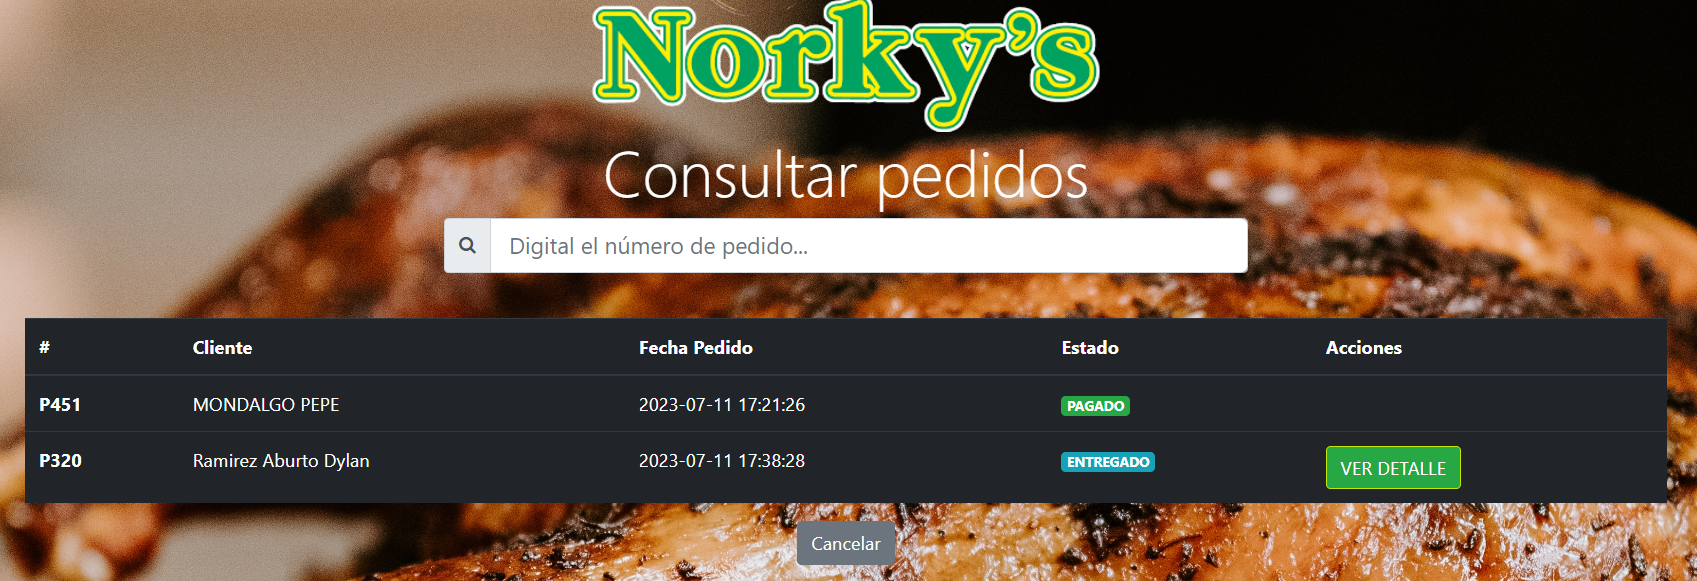 Norky's
Consultar pedidos
Digital el número de pedido...
# Cliente Fecha Pedido Estado Acciones
P451 MONDALGO PEPE 2023-07-11 17:21:26 PAGADO
P320 Ramirez Aburto Dylan 2023-07-11 17:38:28 ENTREGADO VER DETALLE
Cancelar